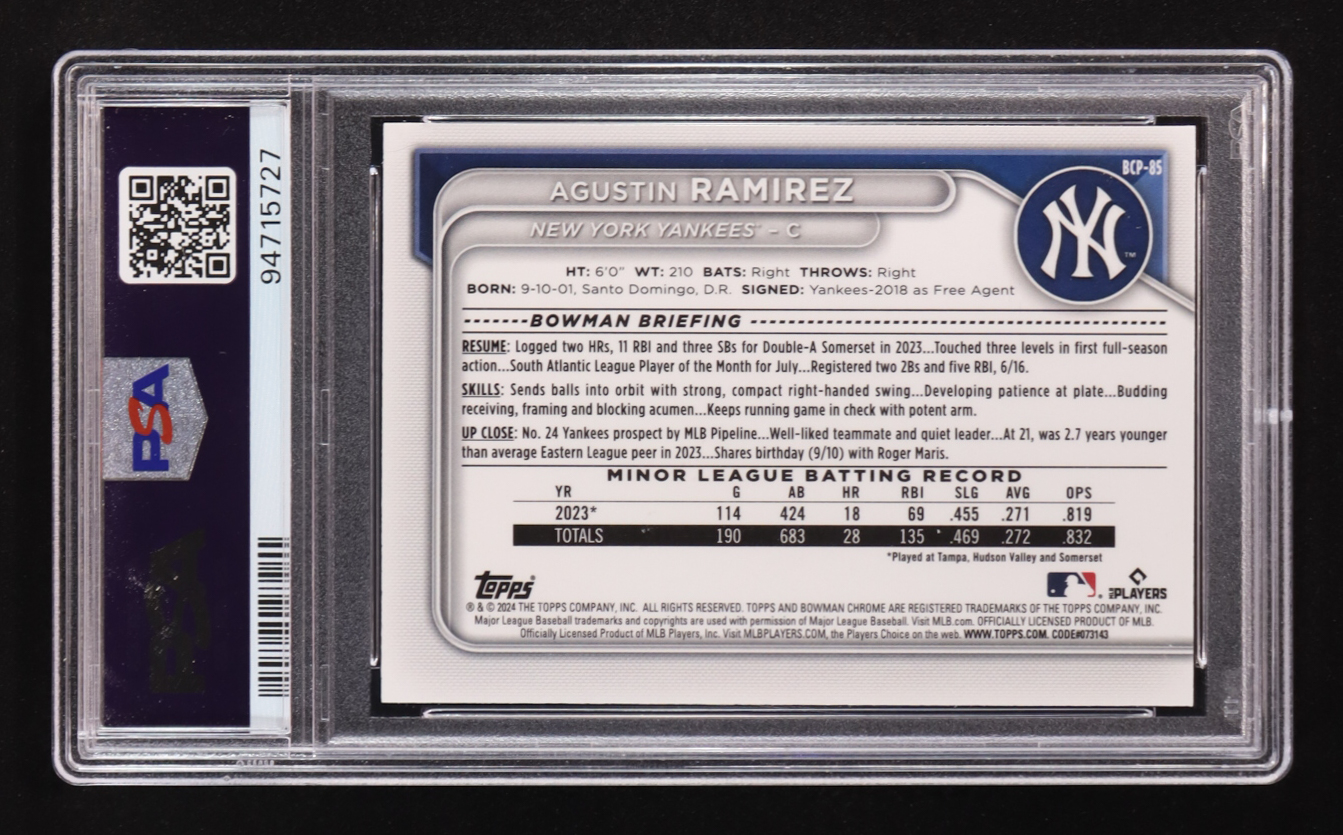 94715727
PSA
PSA
BCP-85
AGUSTIN RAMIREZ
NEW YORK YANKEES™ – C
NY
TM
HT: 6'0" WT: 210 BATS: Right THROWS: Right
BORN: 9-10-01, Santo Domingo, D.R. SIGNED: Yankees-2018 as Free Agent
BOWMAN BRIEFING
RESUME: Logged two HRs, 11 RBI and three SBs for Double-A Somerset in 2023...Touched three levels in first full-season
action...South Atlantic League Player of the Month for July...Registered two 2Bs and five RBI, 6/16.
SKILLS: Sends balls into orbit with strong, compact right-handed swing...Developing patience at plate...Budding
receiving, framing and blocking acumen...Keeps running game in check with potent arm.
UP CLOSE: No. 24 Yankees prospect by MLB Pipeline...Well-liked teammate and quiet leader...At 21, was 2.7 years younger
than average Eastern League peer in 2023...Shares birthday (9/10) with Roger Maris.
MINOR LEAGUE BATTING RECORD
YR G AB HR RBI SLG AVG OPS
2023* 114 424 18 69 .455 .271 .819
TOTALS 190 683 28 135 .469 .272 .832
*Played at Tampa, Hudson Valley and Somerset
Topps®
MLB PLAYERS
® & © 2024 THE TOPPS COMPANY, INC. ALL RIGHTS RESERVED. TOPPS AND BOWMAN CHROME ARE REGISTERED TRADEMARKS OF THE TOPPS COMPANY, INC.
Major League Baseball trademarks and copyrights are used with permission of Major League Baseball. Visit MLB.com. OFFICIALLY LICENSED PRODUCT OF MLB.
Officially Licensed Product of MLB Players, Inc. Visit MLBPLAYERS.COM, the Players Choice on the web. WWW.TOPPS.COM. CODE#073143